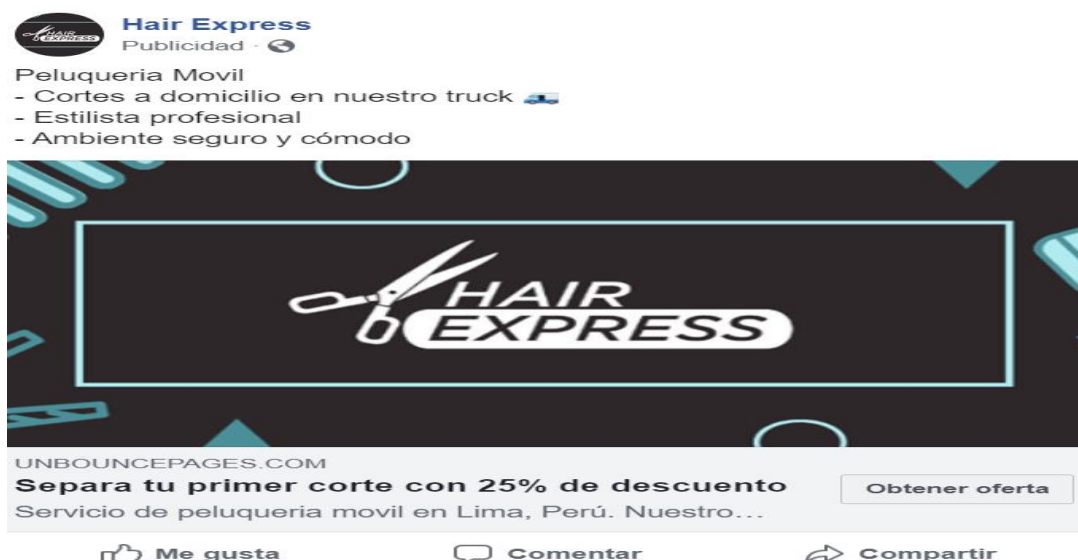 HAIR
EXPRESS
Hair Express
Publicidad ·
Peluqueria Movil
- Cortes a domicilio en nuestro truck
- Estilista profesional
- Ambiente seguro y cómodo
HAIR
EXPRESS
UNBOUNCEPAGES.COM
Separa tu primer corte con 25% de descuento
Obtener oferta
Servicio de peluqueria movil en Lima, Perú. Nuestro...
Me gusta
Comentar
Compartir